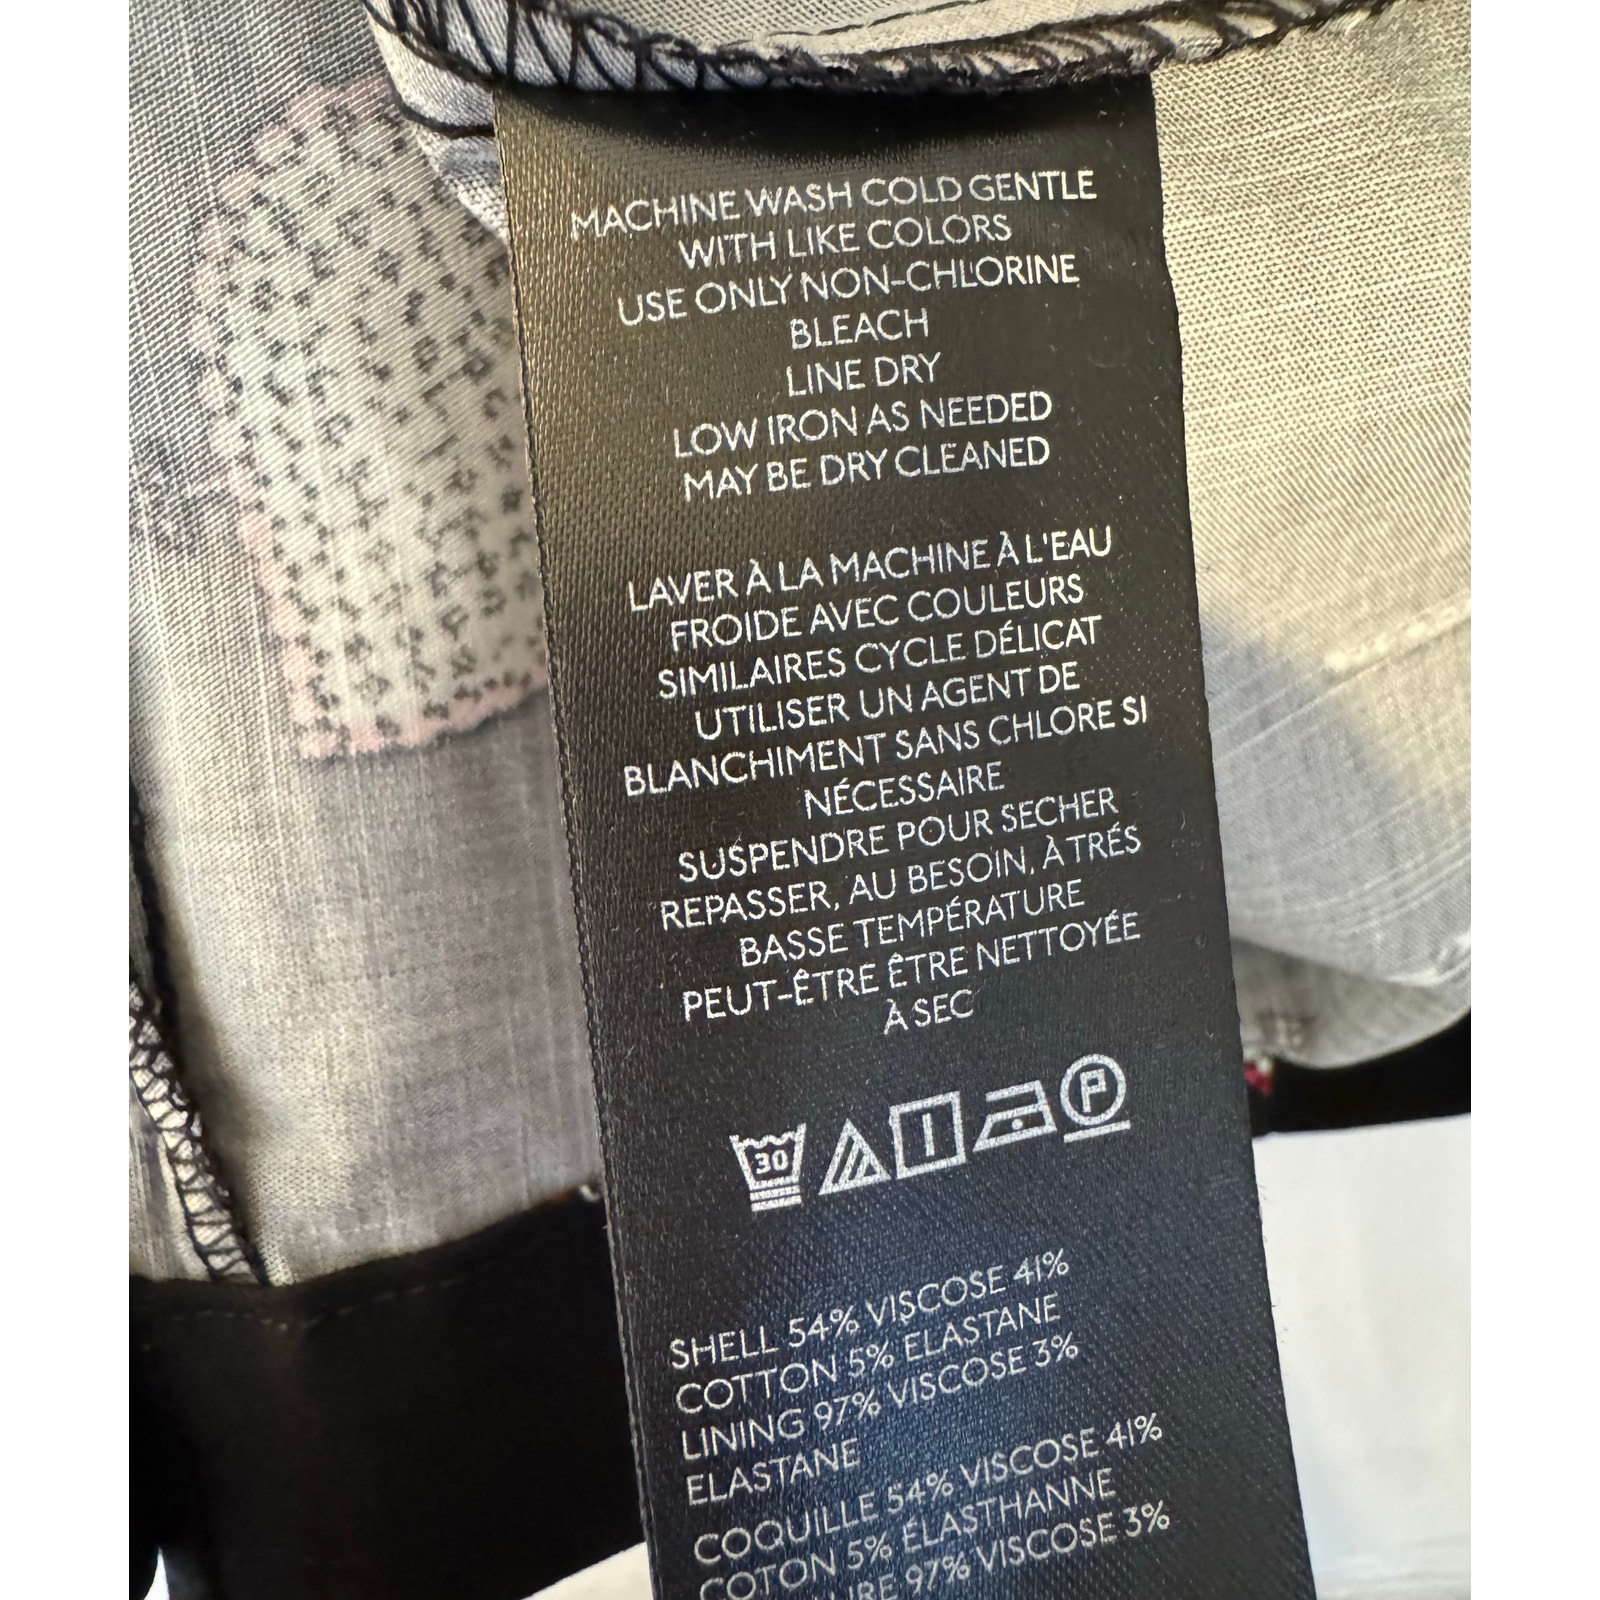 MACHINE WASH COLD GENTLE
WITH LIKE COLORS
USE ONLY NON-CHLORINE
BLEACH
LINE DRY
LOW IRON AS NEEDED
MAY BE DRY CLEANED
LAVER À LA MACHINE À L'EAU
FROIDE AVEC COULEURS
SIMILAIRES CYCLE DÉLICAT
UTILISER UN AGENT DE
BLANCHIMENT SANS CHLORE SI
NÉCESSAIRE
SUSPENDRE POUR SECHER
REPASSER, AU BESOIN, À TRÉS
BASSE TEMPÉRATURE
PEUT-ÊTRE ÊTRE NETTOYÉE
À SEC
30 P
SHELL 54% VISCOSE 41%
COTTON 5% ELASTANE
LINING 97% VISCOSE 3%
ELASTANE
COQUILLE 54% VISCOSE 41%
COTON 5% ÉLASTHANNE
97% VISCOSE 3%